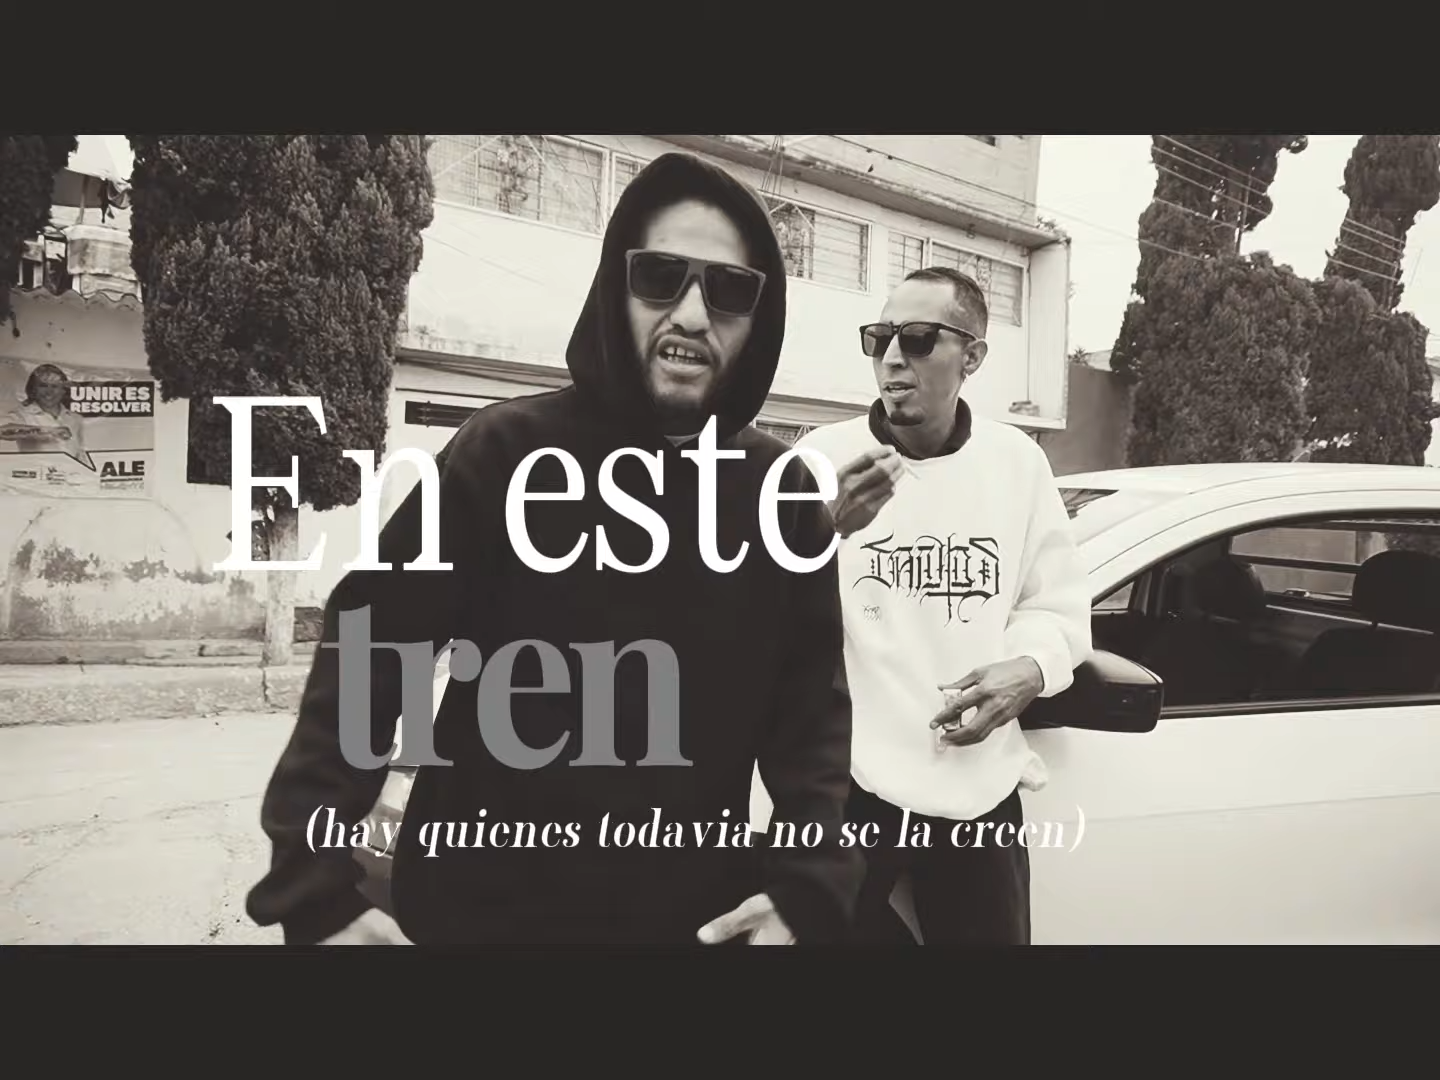 UNIR ES
RESOLVER
ALE
En este
tren
(hay quienes todavia no se la creen)